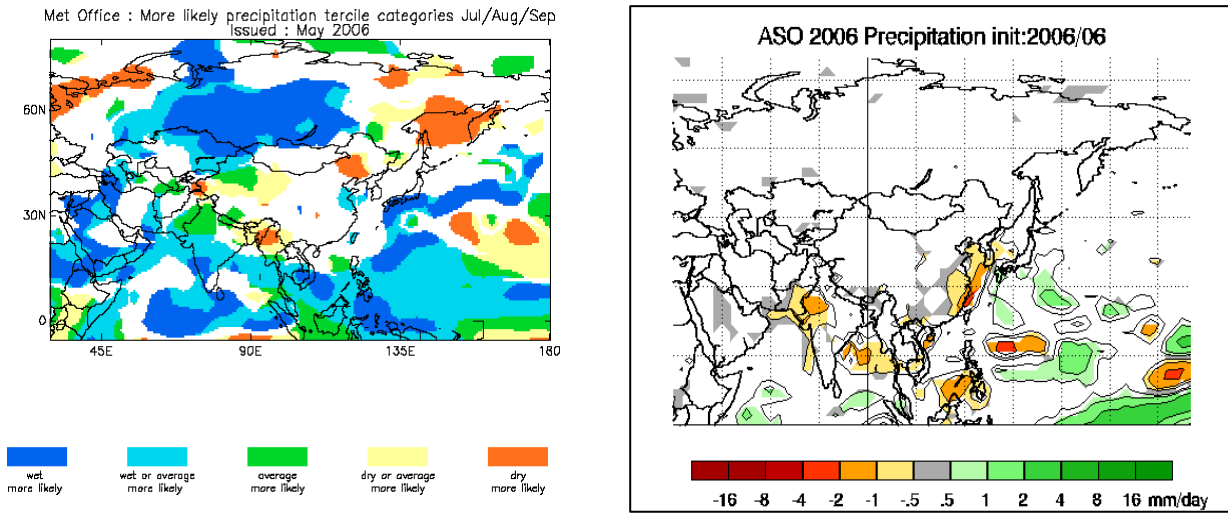 Met Office : More likely precipitation tercile categories Jul/Aug/Sep
Issued : May 2006
60N
30N
0
45E 90E 135E 180
wet
more likely
wet or average
more likely
average
more likely
dry or average
more likely
dry
more likely
ASO 2006 Precipitation init:2006/06
-16 -8 -4 -2 -1 -.5 .5 1 2 4 8 16 mm/day